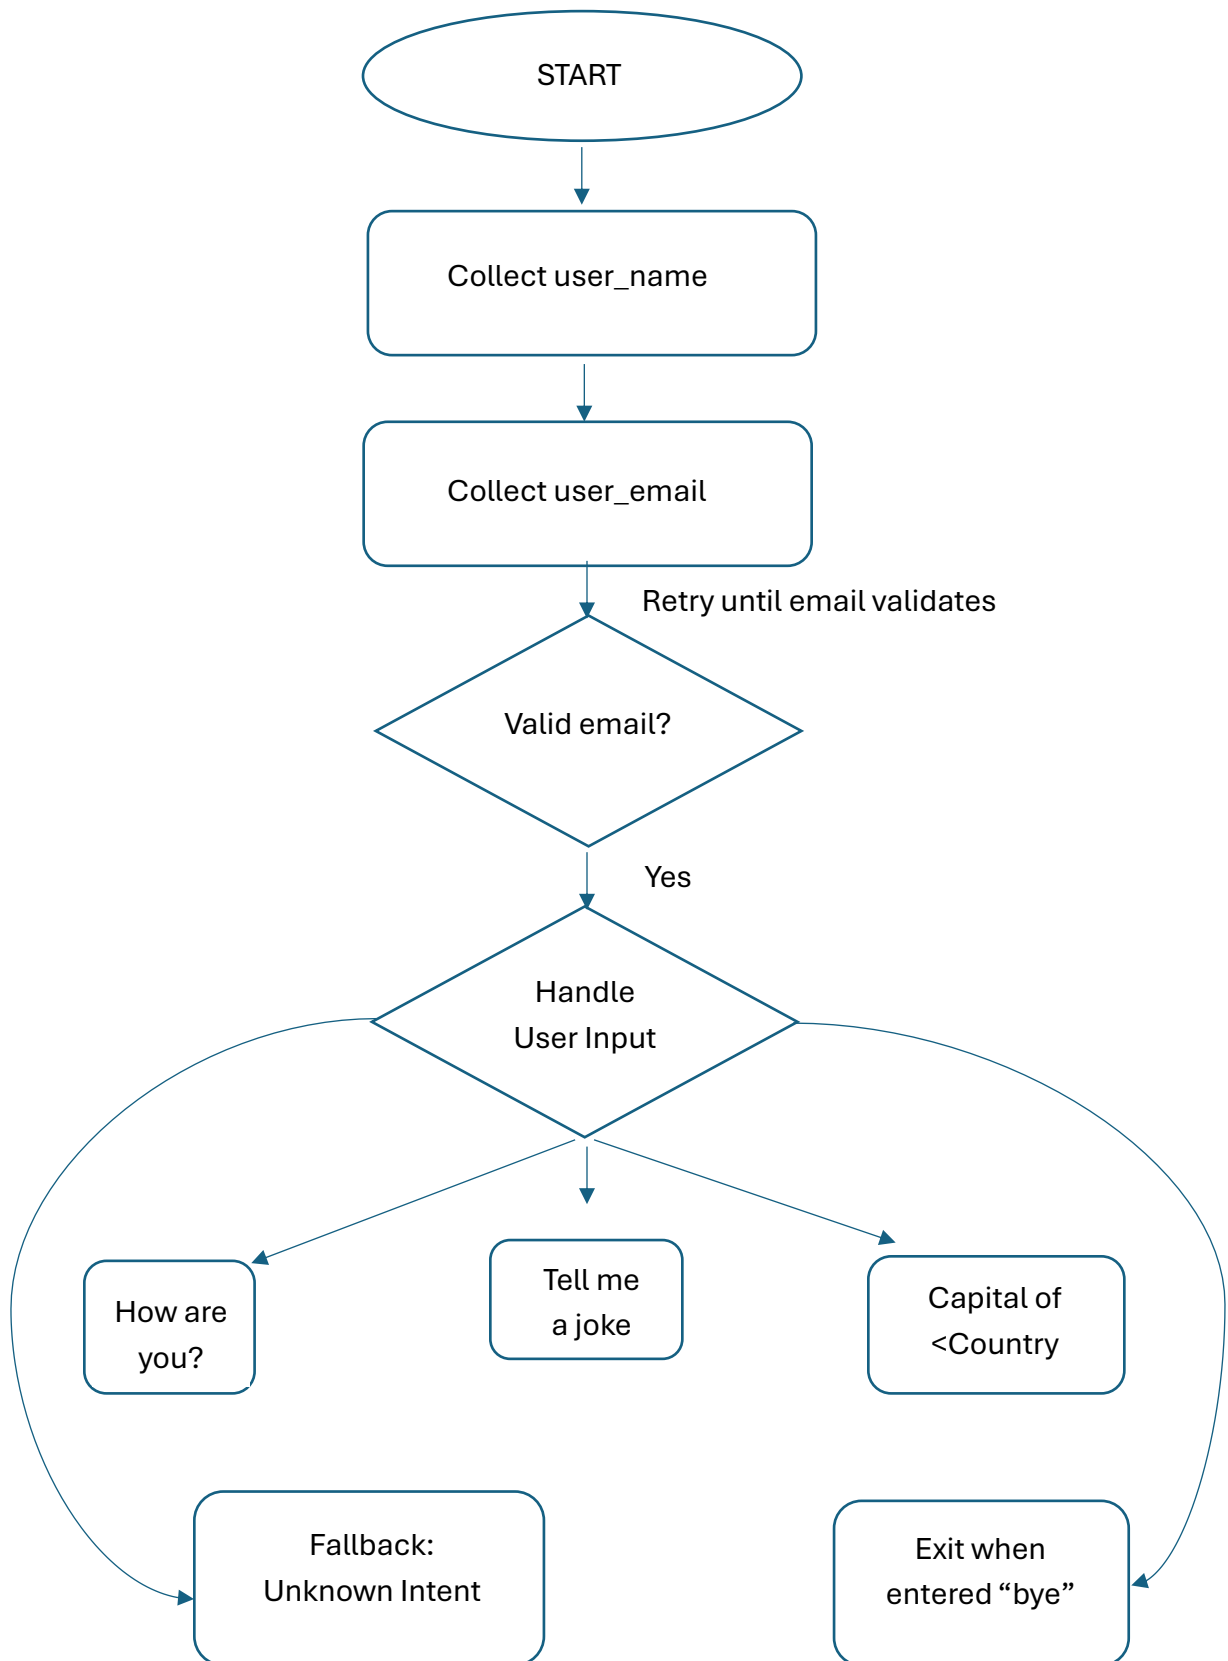 START
Collect user_name
Collect user_email
Retry until email validates
Valid email?
Yes
Handle
User Input
How are
you?
Tell me
a joke
Capital of
<Country
Fallback:
Unknown Intent
Exit when
entered “bye”